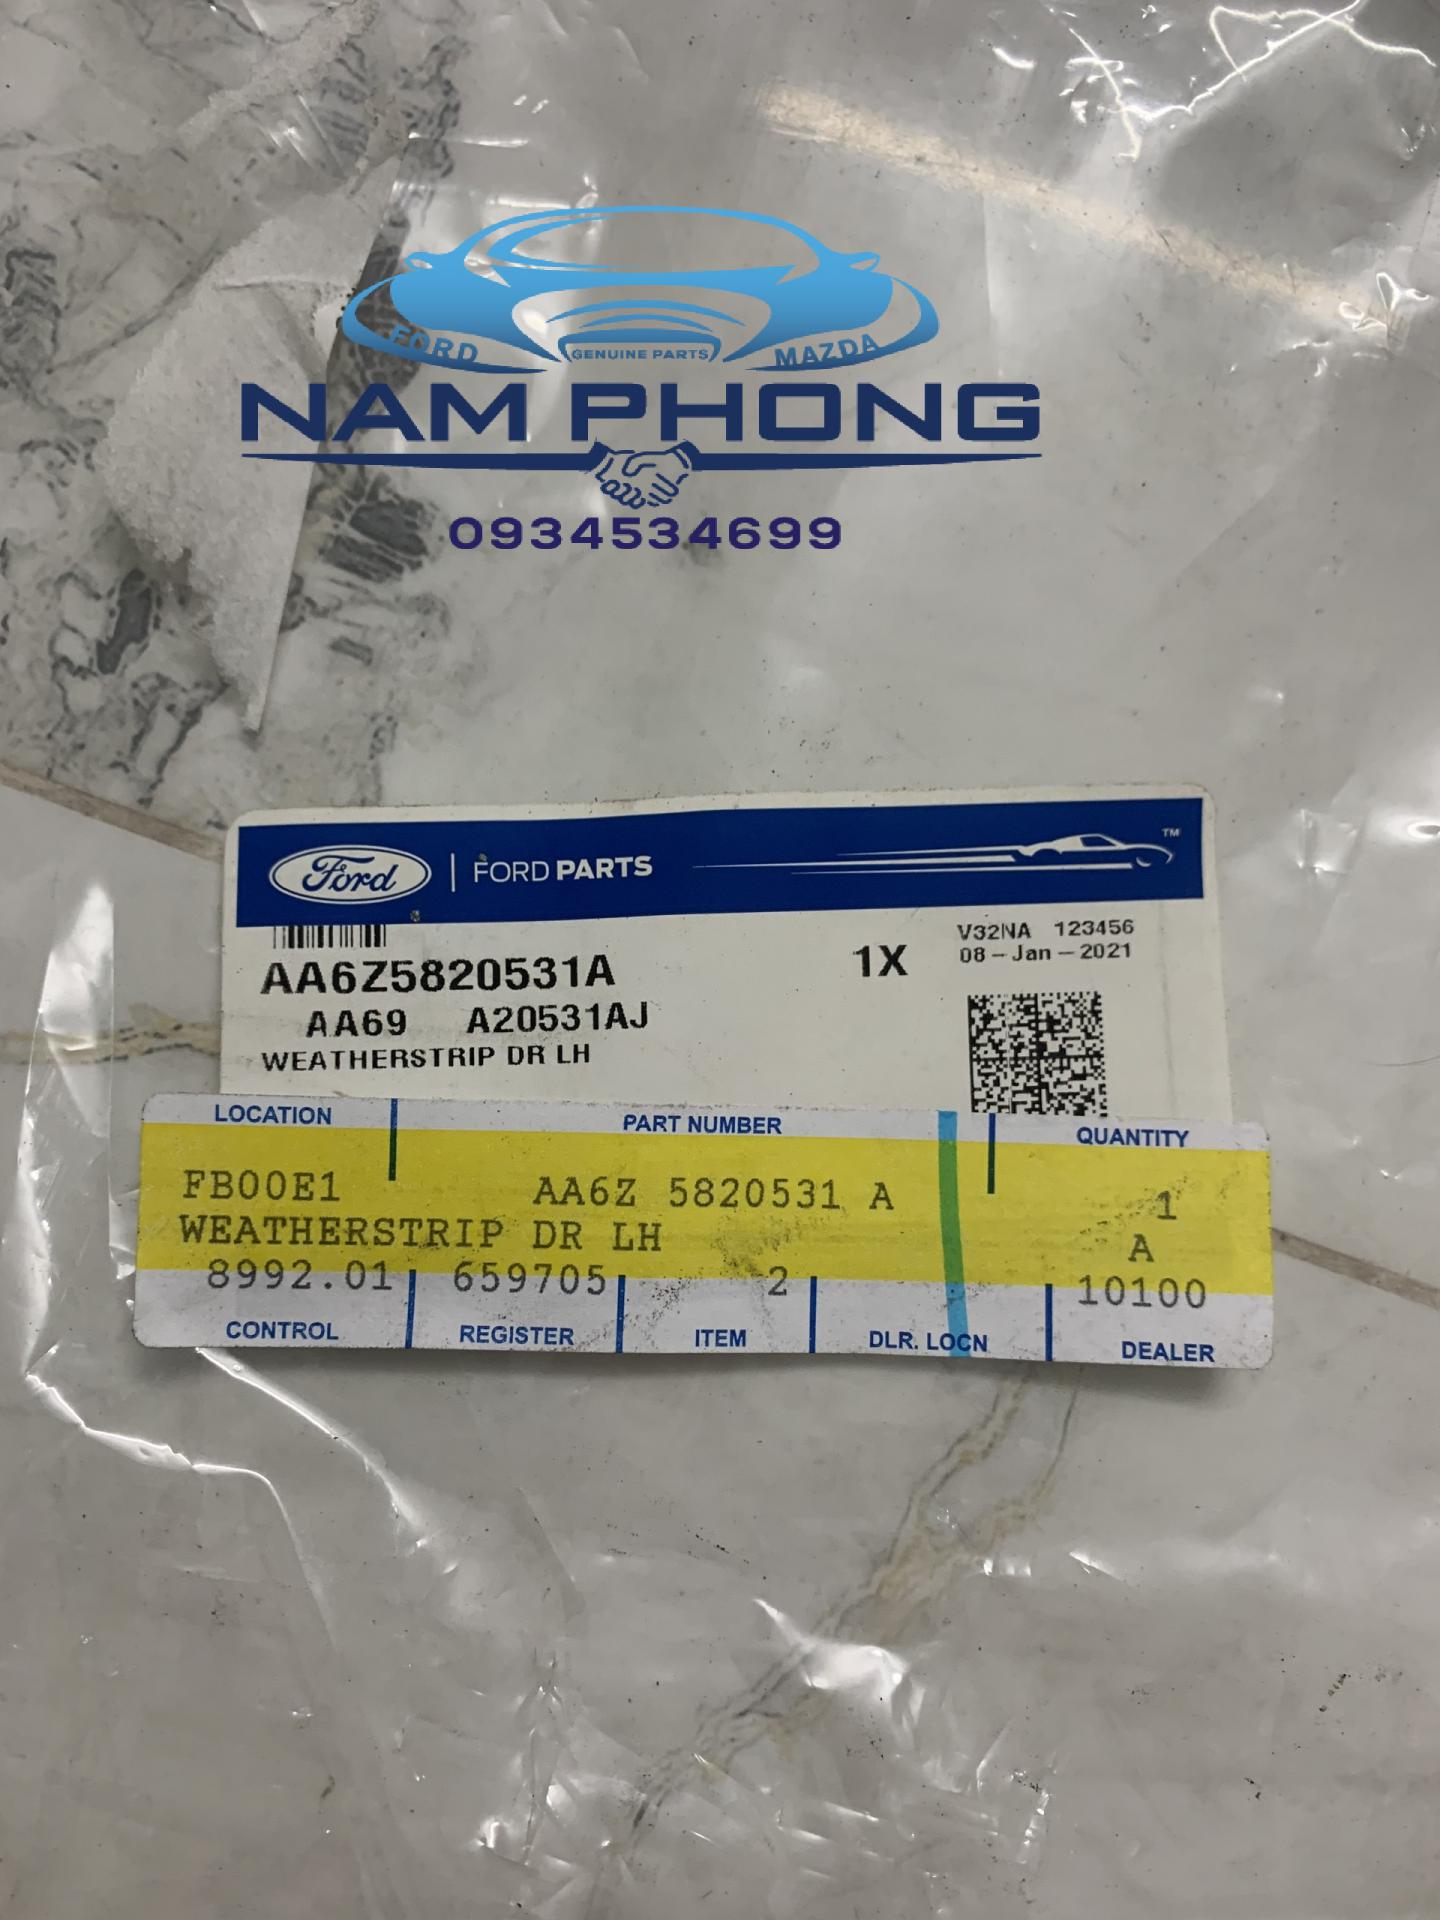 FORD
GENUINE PARTS
MAZDA
NAM PHONG
0934534699
Ford | FORD PARTS
TM
V32NA 123456
08-Jan-2021
AA6Z5820531A 1X
AA69 A20531AJ
WEATHERSTRIP DR LH
LOCATION PART NUMBER QUANTITY
FB00E1 AA6Z 5820531 A 1
WEATHERSTRIP DR LH A
8992.01 659705 2 10100
CONTROL REGISTER ITEM DLR. LOCN DEALER